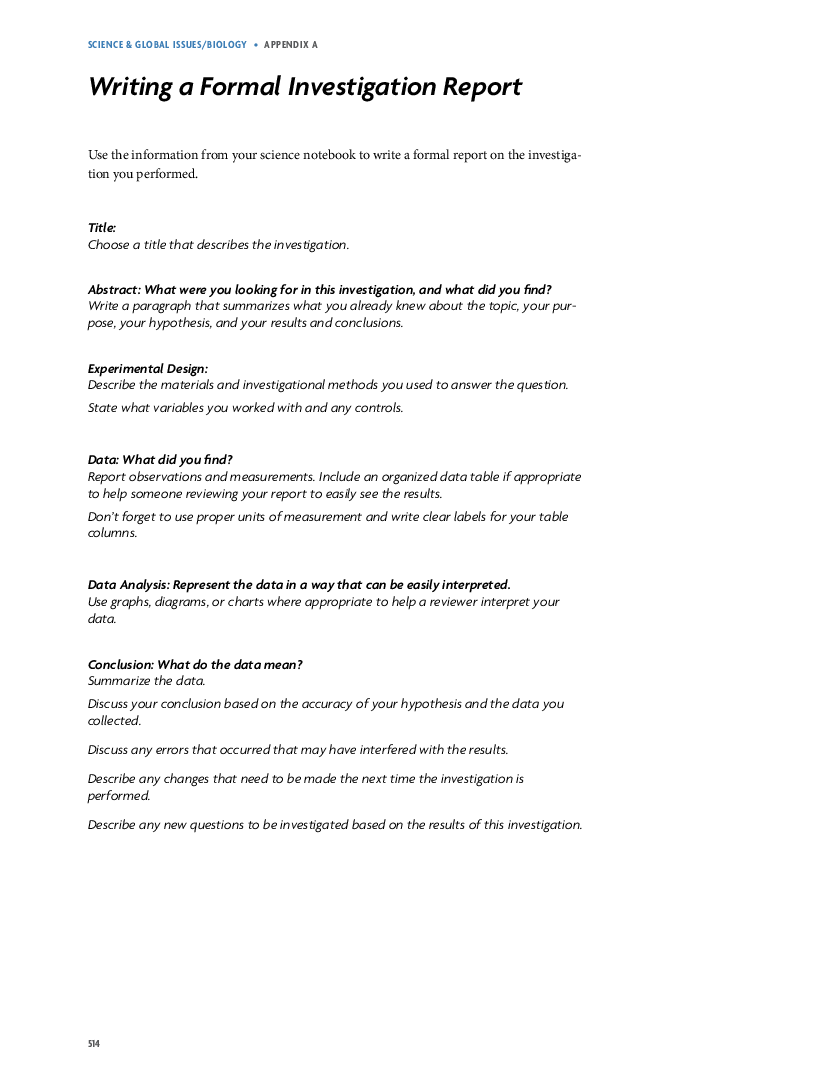 SCIENCE & GLOBAL ISSUES/BIOLOGY • APPENDIX A
Writing a Formal Investigation Report
Use the information from your science notebook to write a formal report on the investiga-
tion you performed.
Title:
Choose a title that describes the investigation.
Abstract: What were you looking for in this investigation, and what did you find?
Write a paragraph that summarizes what you already knew about the topic, your pur-
pose, your hypothesis, and your results and conclusions.
Experimental Design:
Describe the materials and investigational methods you used to answer the question.
State what variables you worked with and any controls.
Data: What did you find?
Report observations and measurements. Include an organized data table if appropriate
to help someone reviewing your report to easily see the results.
Don't forget to use proper units of measurement and write clear labels for your table
columns.
Data Analysis: Represent the data in a way that can be easily interpreted.
Use graphs, diagrams, or charts where appropriate to help a reviewer interpret your
data.
Conclusion: What do the data mean?
Summarize the data.
Discuss your conclusion based on the accuracy of your hypothesis and the data you
collected.
Discuss any errors that occurred that may have interfered with the results.
Describe any changes that need to be made the next time the investigation is
performed.
Describe any new questions to be investigated based on the results of this investigation.
514